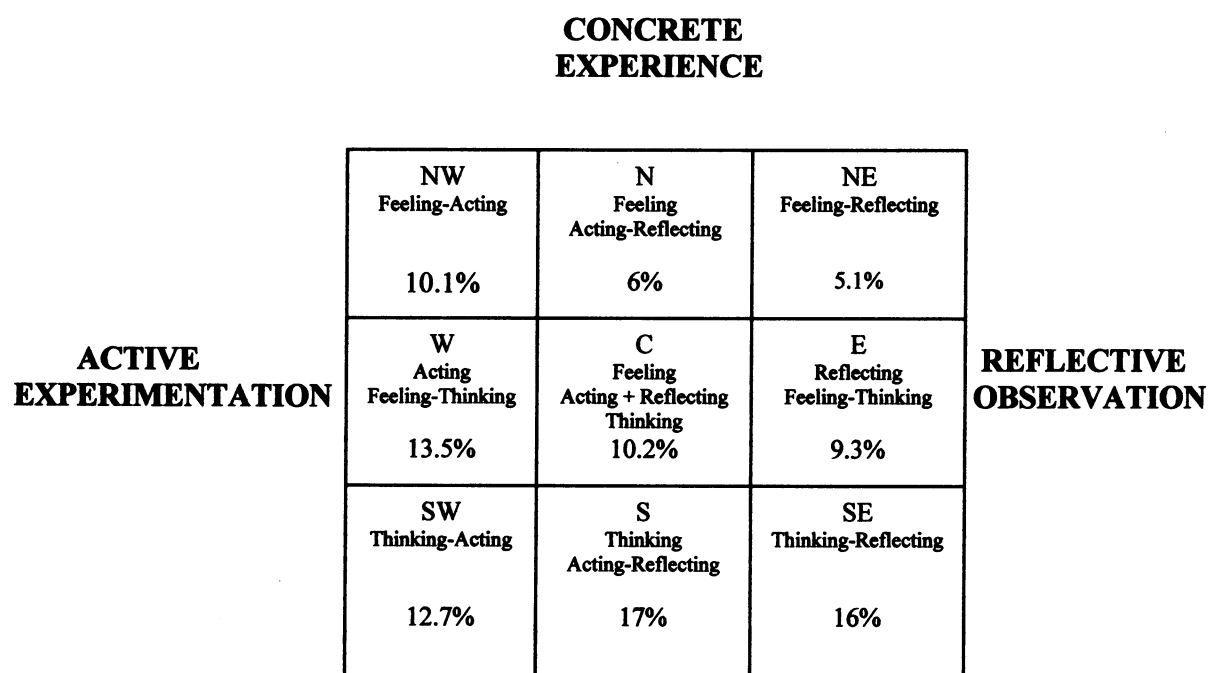 CONCRETE
EXPERIENCE
NW
Feeling-Acting
10.1%
N
Feeling
Acting-Reflecting
6%
NE
Feeling-Reflecting
5.1%
ACTIVE
EXPERIMENTATION
W
Acting
Feeling-Thinking
13.5%
C
Feeling
Acting + Reflecting
Thinking
10.2%
E
Reflecting
Feeling-Thinking
9.3%
REFLECTIVE
OBSERVATION
SW
Thinking-Acting
12.7%
S
Thinking
Acting-Reflecting
17%
SE
Thinking-Reflecting
16%